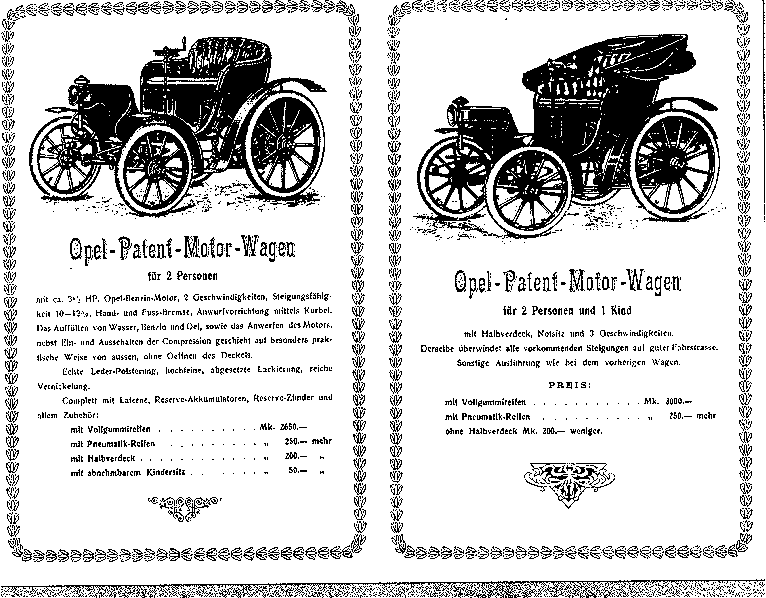 Opel-Patent-Motor-Wagen
für 2 Personen
mit ca. 3½ HP. Opel-Benzin-Motor, 2 Geschwindigkeiten, Steigungsfähig-
keit 10—12%, Hand- und Fuss-Bremse, Anwurfvorrichtung mittels Kurbel.
Das Auffüllen von Wasser, Benzin und Oel, sowie das Anwerfen des Motors,
nebst Ein- und Ausschalten der Compression geschieht auf besonders prak-
tische Weise von aussen, ohne Oeffnen des Deckels.
Echte Leder-Polsterung, hochfeine, abgesetzte Lackierung, reiche
Vernickelung.
Complett mit Laterne, Reserve-Akkumulatoren, Reserve-Zünder und
allem Zubehör:
mit Vollgummireifen . . . . . . . . . . Mk. 2650.—
mit Pneumatik-Reifen . . . . . . . . . . „ 250.— mehr
mit Halbverdeck . . . . . . . . . . „ 200.— „
mit abnehmbarem Kindersitz . . . . . . „ 50.— „
Opel-Patent-Motor-Wagen
für 2 Personen und 1 Kind
mit Halbverdeck, Notsitz und 3 Geschwindigkeiten.
Derselbe überwindet alle vorkommenden Steigungen auf guter Fahrstrasse.
Sonstige Ausführung wie bei dem vorherigen Wagen.
PREIS:
mit Vollgummireifen . . . . . . . . . . Mk. 3000.—
mit Pneumatik-Reifen . . . . . . . . . . „ 250.— mehr
ohne Halbverdeck Mk. 200.— weniger.